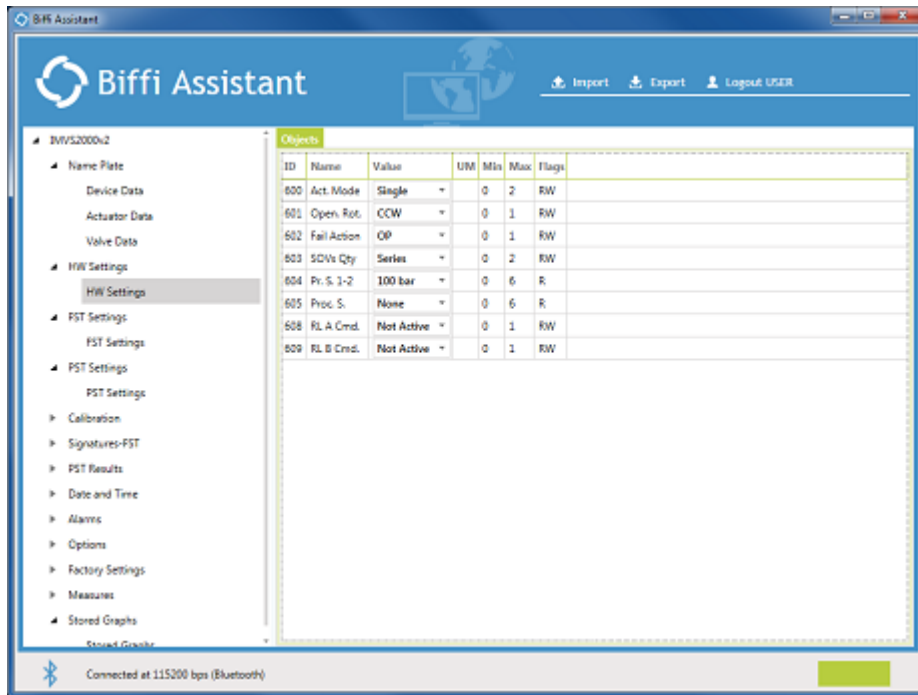 Biffi Assistant
Biffi Assistant
Import Export Logout USER
IMVS2000v2
Name Plate
Device Data
Actuator Data
Valve Data
HW Settings
HW Settings
FST Settings
FST Settings
PST Settings
PST Settings
Calibration
Signatures-FST
PST Results
Date and Time
Alarms
Options
Factory Settings
Measures
Stored Graphs
Stored Graphs
Objects
ID Name Value UM Min Max Flags
600 Act. Mode Single 0 2 RW
601 Open. Rot. CCW 0 1 RW
602 Fail Action OP 0 1 RW
603 SOVs Qty Series 0 2 RW
604 Pr. S. 1-2 100 bar 0 6 R
605 Proc. S. None 0 6 R
608 RL A Cmd. Not Active 0 1 RW
609 RL B Cmd. Not Active 0 1 RW
Connected at 115200 bps (Bluetooth)